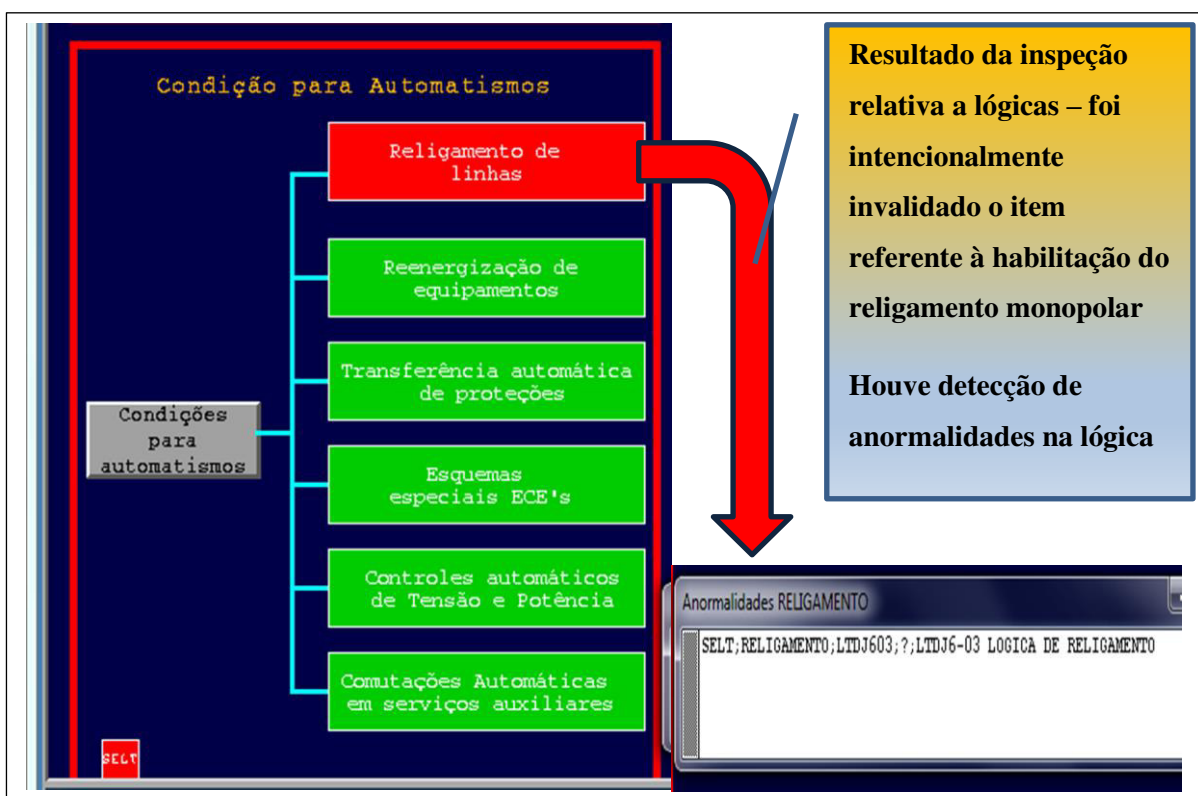 Condição para Automatismos
Religamento de
linhas
Reenergização de
equipamentos
Transferência automática
de proteções
Condições
para
automatismos
Esquemas
especiais ECE's
Controles automáticos
de Tensão e Potência
Comutações Automáticas
em serviços auxiliares
SELT
Resultado da inspeção
relativa a lógicas – foi
intencionalmente
invalidado o item
referente à habilitação do
religamento monopolar
Houve detecção de
anormalidades na lógica
Anormalidades RELIGAMENTO
SELT;RELIGAMENTO;LTDJ603;?;LTDJ6-03 LOGICA DE RELIGAMENTO